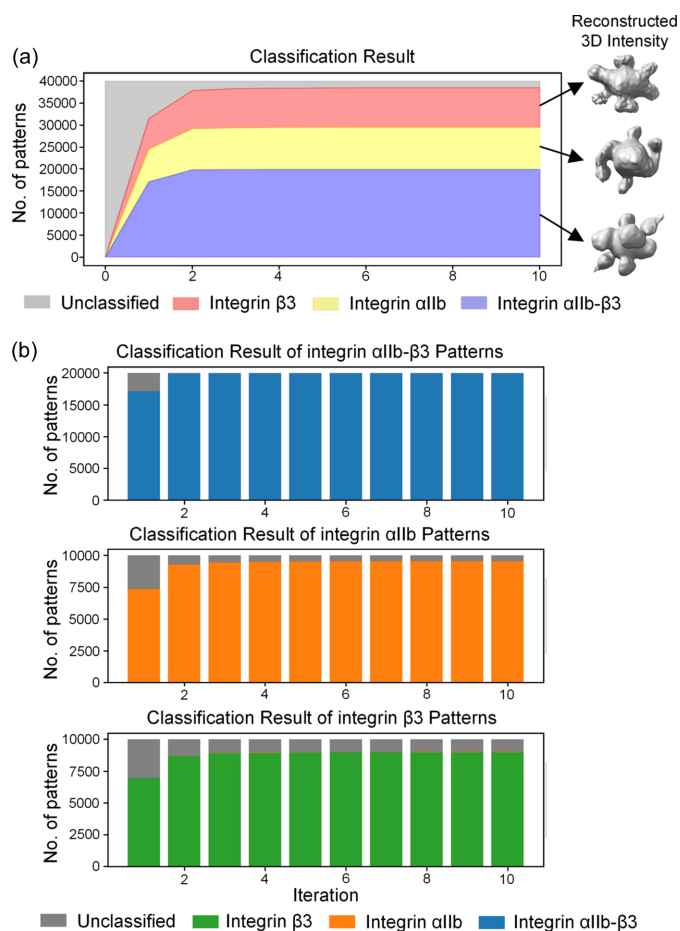 (a)
Classification Result
Reconstructed
3D Intensity
No. of patterns
40000
35000
30000
25000
20000
15000
10000
5000
0
0 2 4 6 8 10
Unclassified Integrin β3 Integrin αIIb Integrin αIIb-β3
(b)
Classification Result of integrin αIIb-β3 Patterns
No. of patterns
20000
15000
10000
5000
0
2 4 6 8 10
Classification Result of integrin αIIb Patterns
No. of patterns
10000
7500
5000
2500
0
2 4 6 8 10
Classification Result of integrin β3 Patterns
No. of patterns
10000
7500
5000
2500
0
2 4 6 8 10
Iteration
Unclassified Integrin β3 Integrin αIIb Integrin αIIb-β3